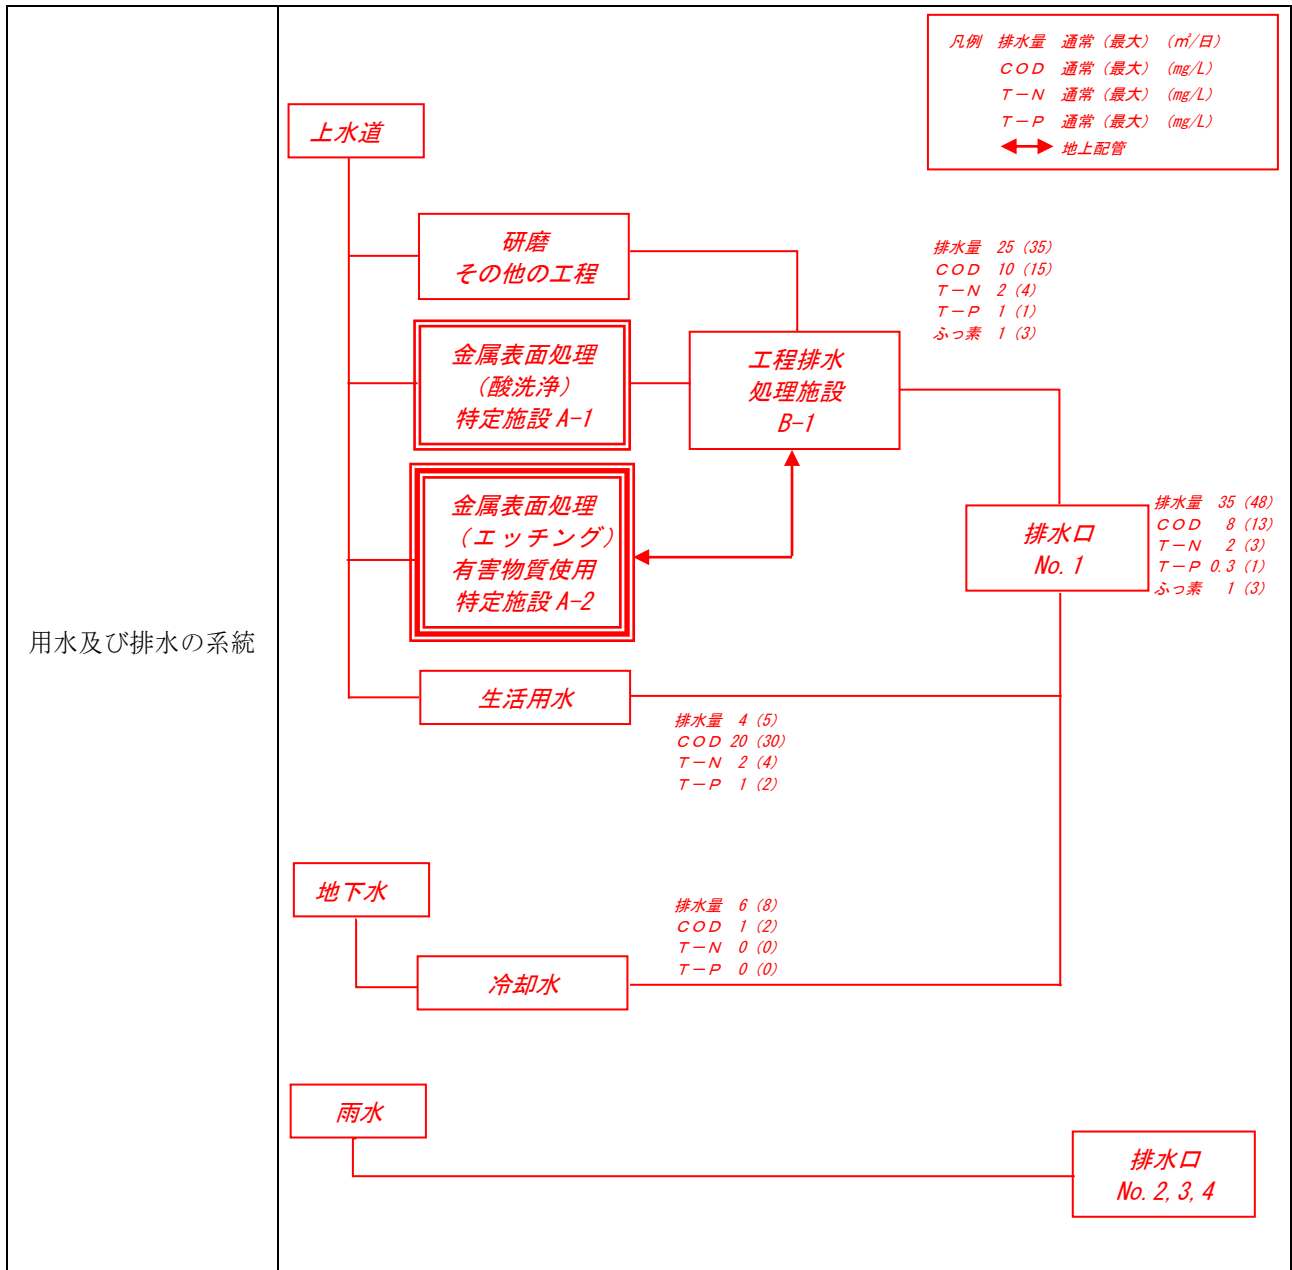 用水及び排水の系統
凡例 排水量 通常(最大) (㎥/日)
COD 通常(最大) (mg/L)
T-N 通常(最大) (mg/L)
T-P 通常(最大) (mg/L)
地上配管
上水道
研磨
その他の工程
金属表面処理
(酸洗浄)
特定施設 A-1
金属表面処理
(エッチング)
有害物質使用
特定施設 A-2
工程排水
処理施設
B-1
排水量 25 (35)
COD 10 (15)
T-N 2 (4)
T-P 1 (1)
ふっ素 1 (3)
排水口
No. 1
排水量 35 (48)
COD 8 (13)
T-N 2 (3)
T-P 0.3 (1)
ふっ素 1 (3)
生活用水
排水量 4 (5)
COD 20 (30)
T-N 2 (4)
T-P 1 (2)
地下水
冷却水
排水量 6 (8)
COD 1 (2)
T-N 0 (0)
T-P 0 (0)
雨水
排水口
No. 2, 3, 4